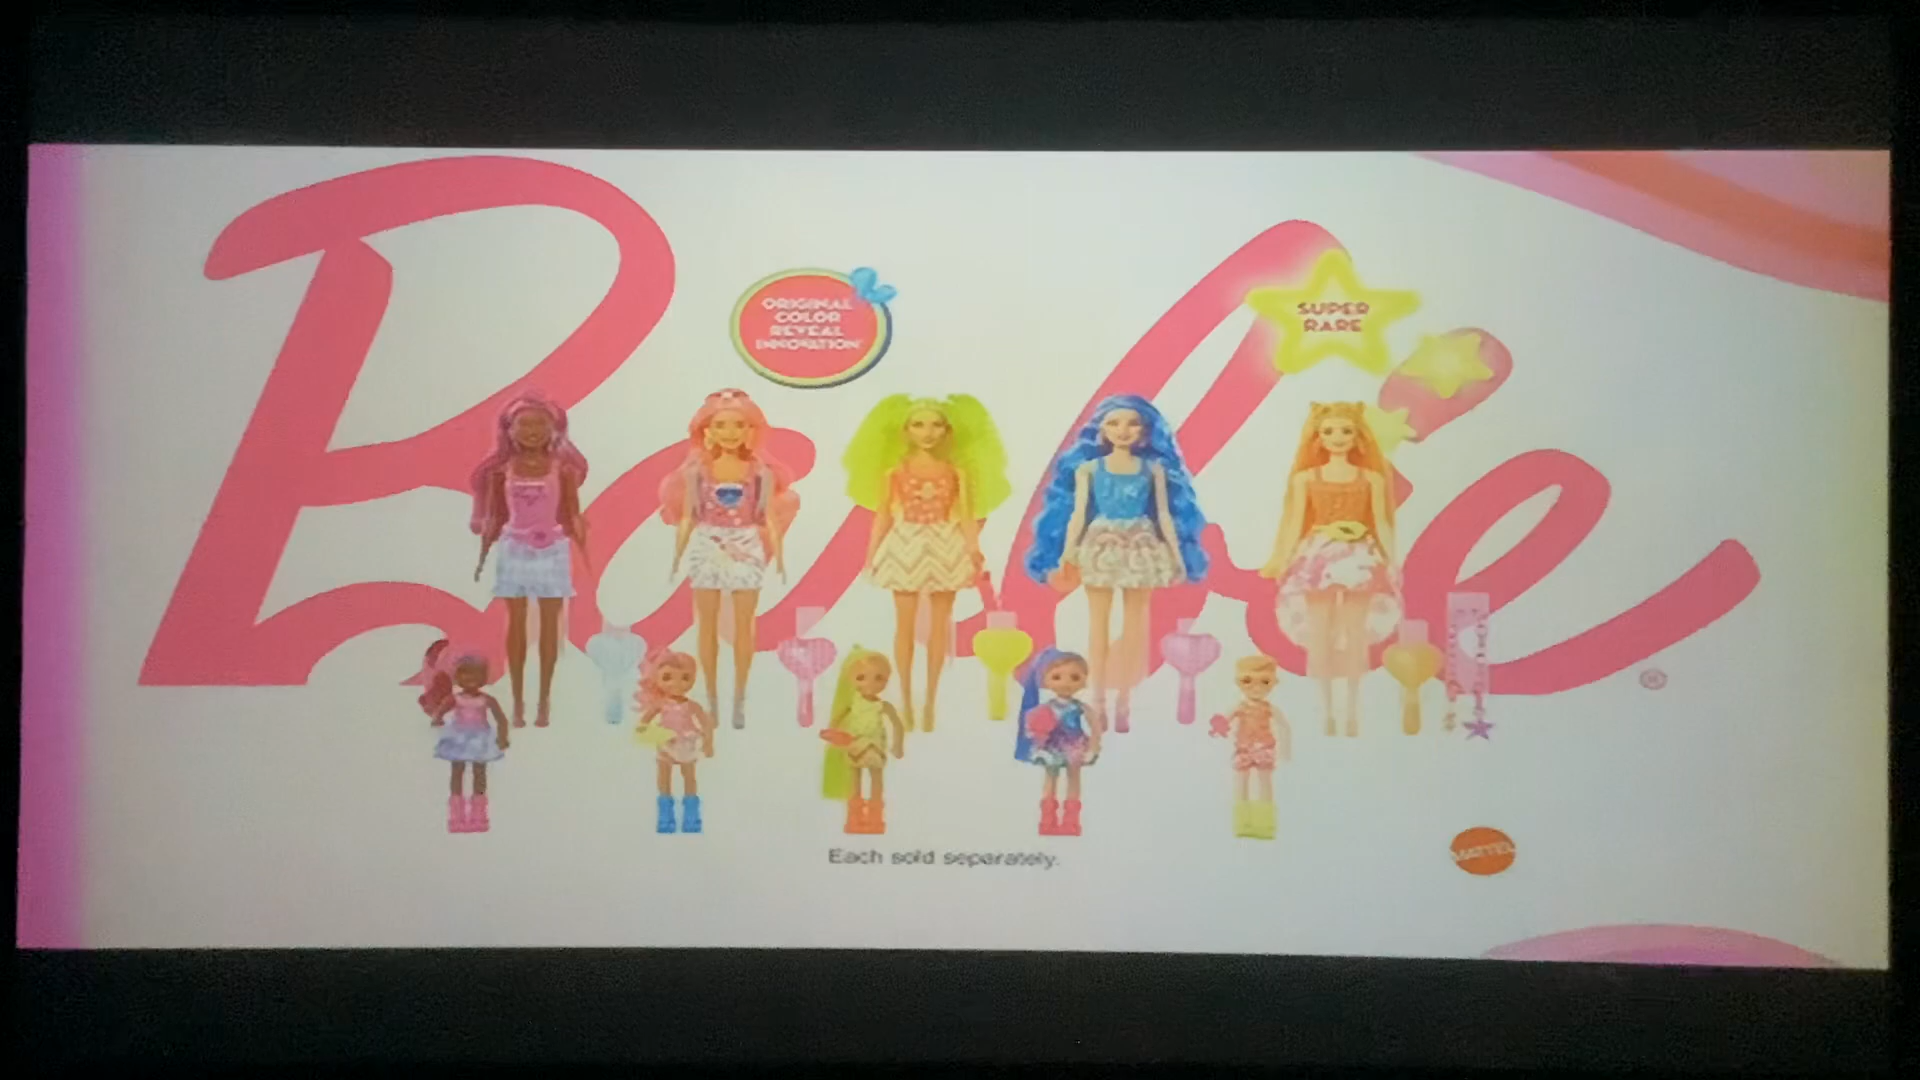 Barbie
®
ORIGINAL
COLOR
REVEAL
INNOVATION
SUPER
RARE
Each sold separately.
MATTEL